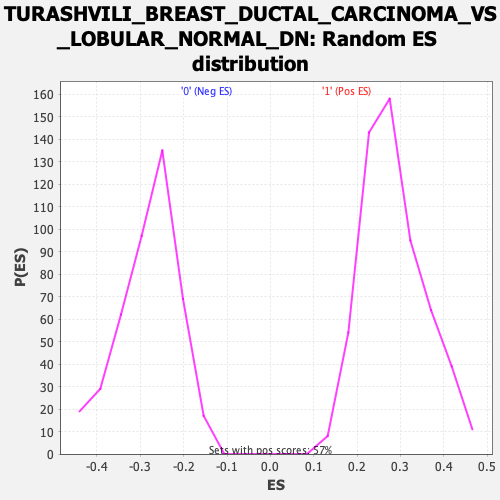 TURASHVILI_BREAST_DUCTAL_CARCINOMA_VS
_LOBULAR_NORMAL_DN: Random ES
distribution
'0' (Neg ES) '1' (Pos ES)
160
150
140
130
120
110
100
90
80
70
60
50
40
30
20
10
0
P(ES)
Sets with pos scores: 57%
-0.4 -0.3 -0.2 -0.1 0.0 0.1 0.2 0.3 0.4 0.5
ES